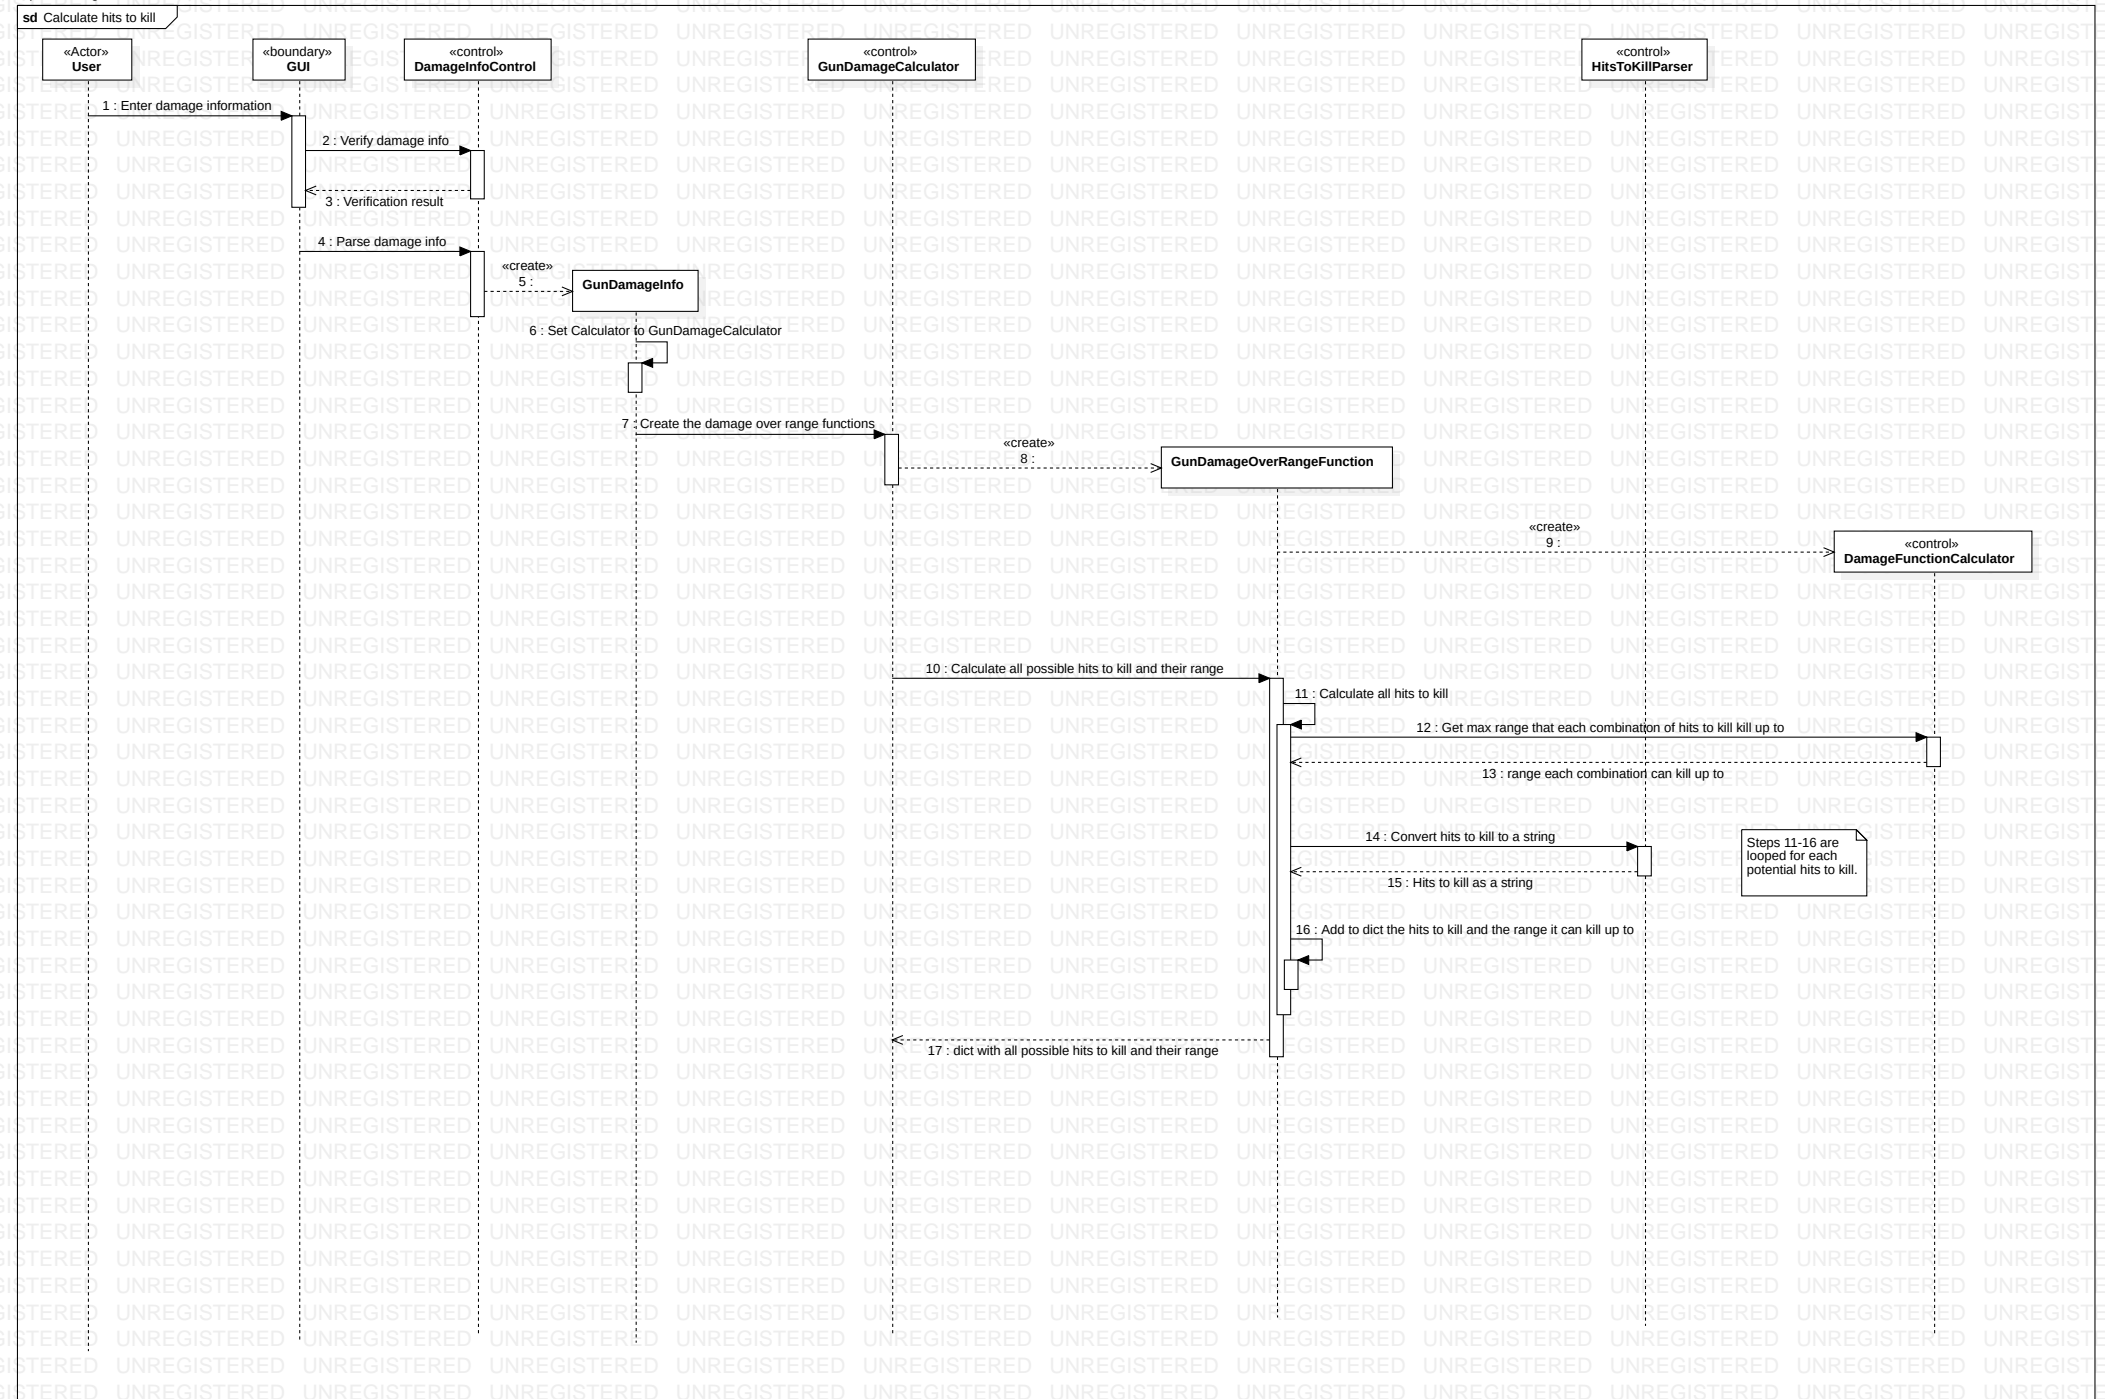 sd Calculate hits to kill
«Actor»
User
«boundary»
GUI
«control»
DamageInfoControl
«control»
GunDamageCalculator
«control»
HitsToKillParser
1 : Enter damage information
2 : Verify damage info
3 : Verification result
4 : Parse damage info
«create»
5 :
GunDamageInfo
6 : Set Calculator to GunDamageCalculator
7 : Create the damage over range functions
«create»
8 :
GunDamageOverRangeFunction
«create»
9 :
«control»
DamageFunctionCalculator
10 : Calculate all possible hits to kill and their range
11 : Calculate all hits to kill
12 : Get max range that each combination of hits to kill kill up to
13 : range each combination can kill up to
14 : Convert hits to kill to a string
15 : Hits to kill as a string
Steps 11-16 are
looped for each
potential hits to kill.
16 : Add to dict the hits to kill and the range it can kill up to
17 : dict with all possible hits to kill and their range
UNREGISTERED